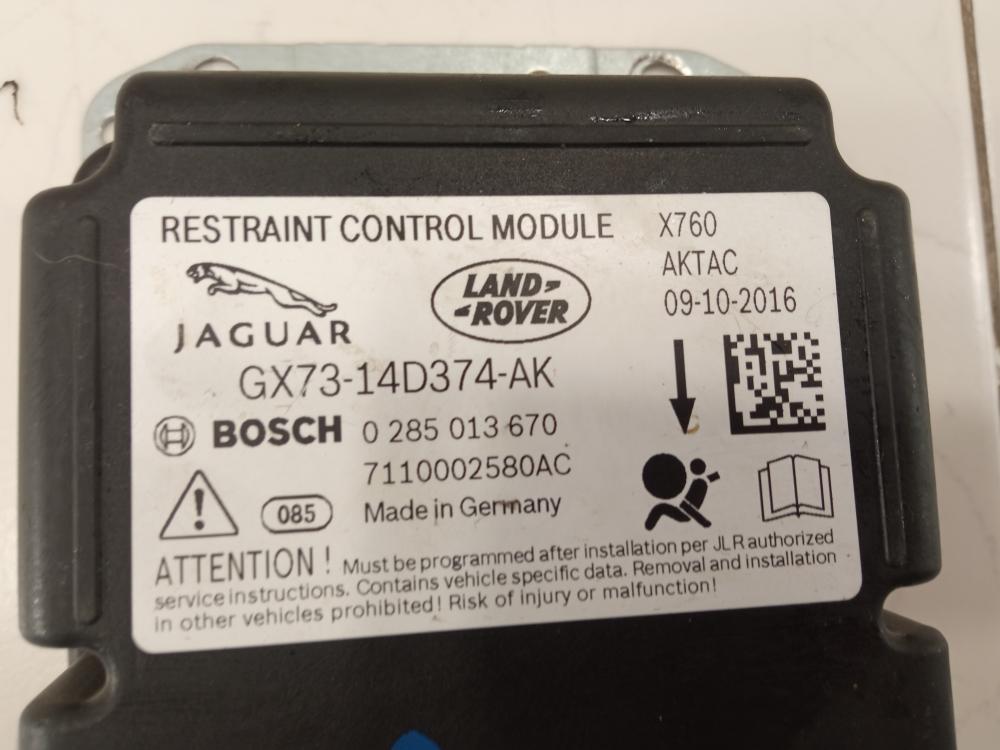 RESTRAINT CONTROL MODULE
X760
AKTAC
09-10-2016
JAGUAR
LAND-
-ROVER
GX73-14D374-AK
BOSCH 0 285 013 670
7110002580AC
085
Made in Germany
ATTENTION! Must be programmed after installation per JLR authorized
service instructions. Contains vehicle specific data. Removal and installation
in other vehicles prohibited! Risk of injury or malfunction!